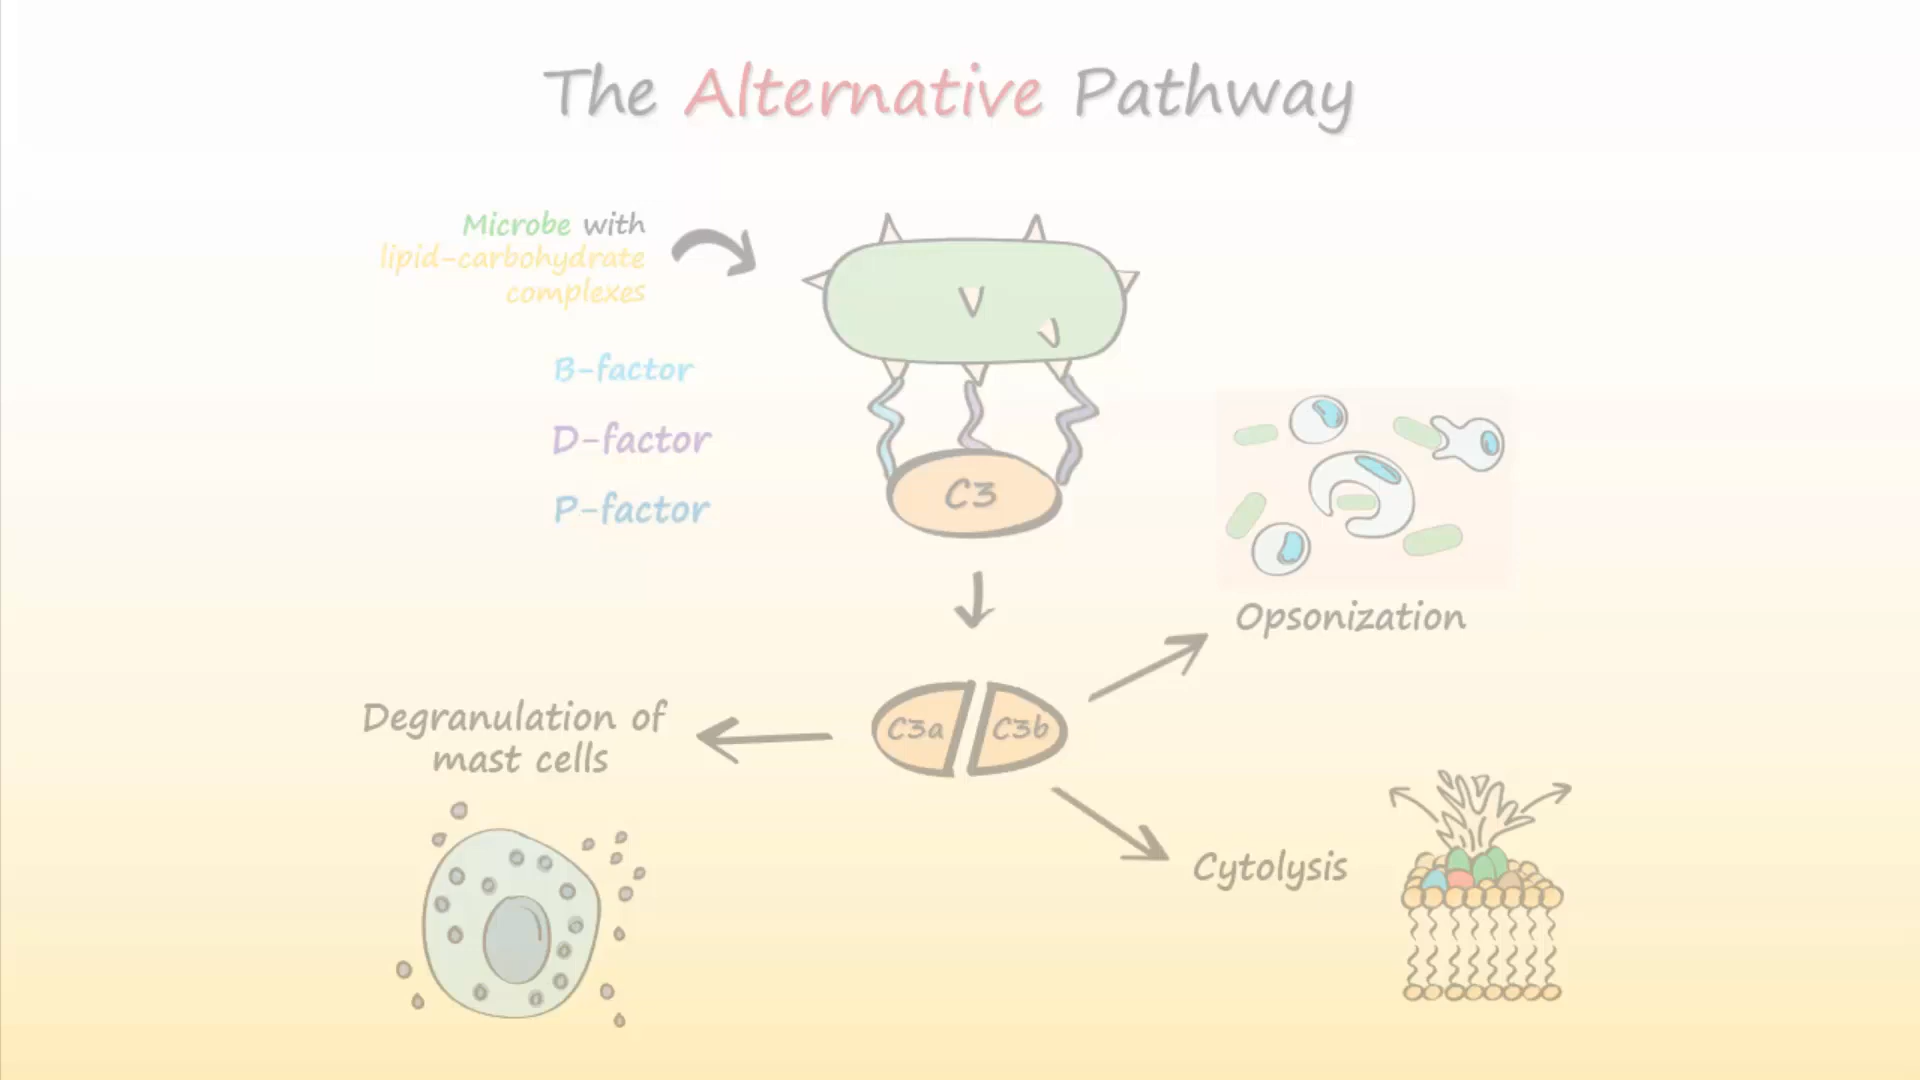 The Alternative Pathway
Microbe with
lipid-carbohydrate
complexes
B-factor
D-factor
P-factor
C3
Opsonization
C3a
C3b
Degranulation of
mast cells
Cytolysis